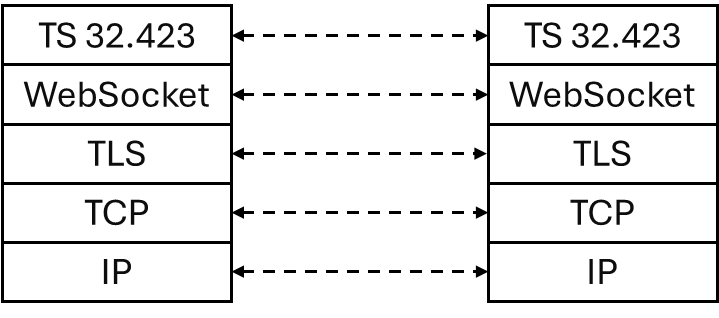 TS 32.423
TS 32.423
WebSocket
WebSocket
TLS
TLS
TCP
TCP
IP
IP